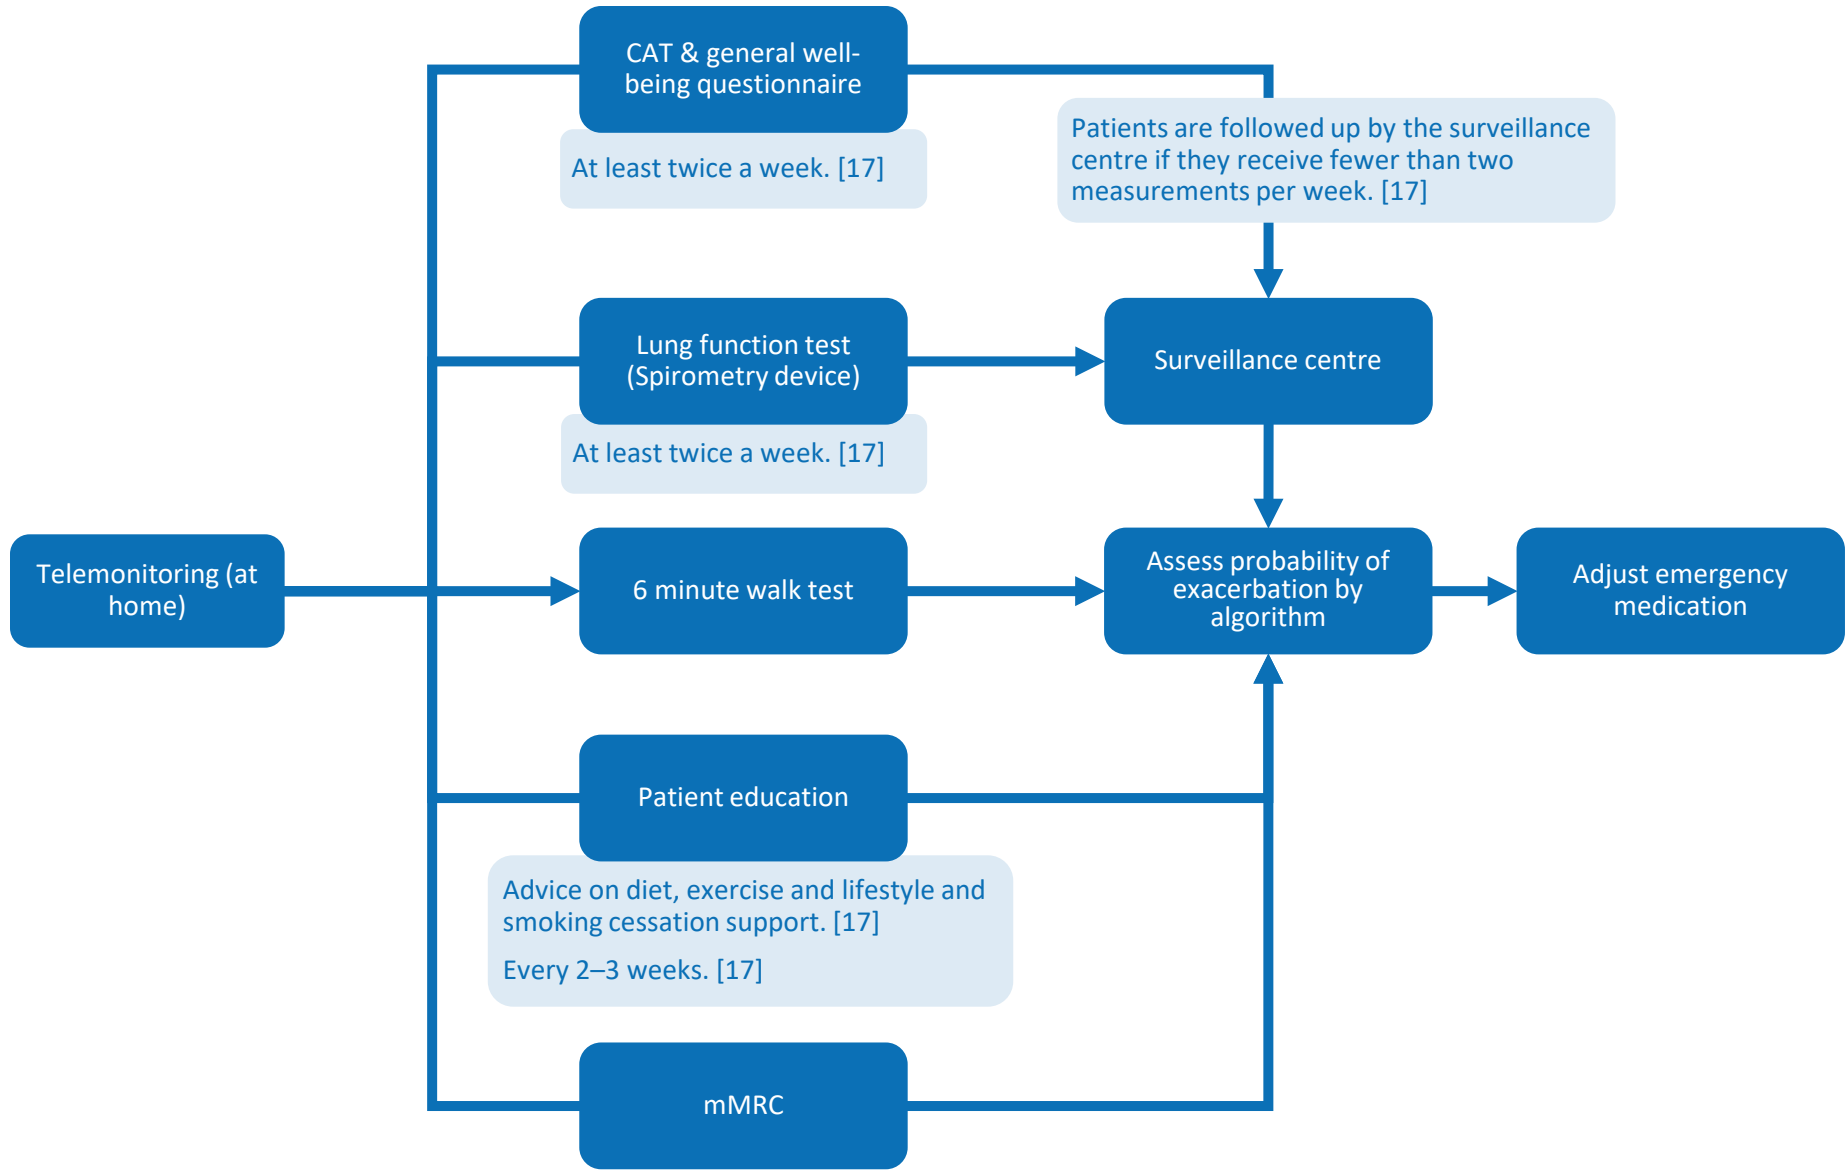 CAT & general well-
being questionnaire
At least twice a week. [17]
Patients are followed up by the surveillance
centre if they receive fewer than two
measurements per week. [17]
Lung function test
(Spirometry device)
At least twice a week. [17]
Surveillance centre
Telemonitoring (at
home)
6 minute walk test
Assess probability of
exacerbation by
algorithm
Adjust emergency
medication
Patient education
Advice on diet, exercise and lifestyle and
smoking cessation support. [17]
Every 2–3 weeks. [17]
mMRC